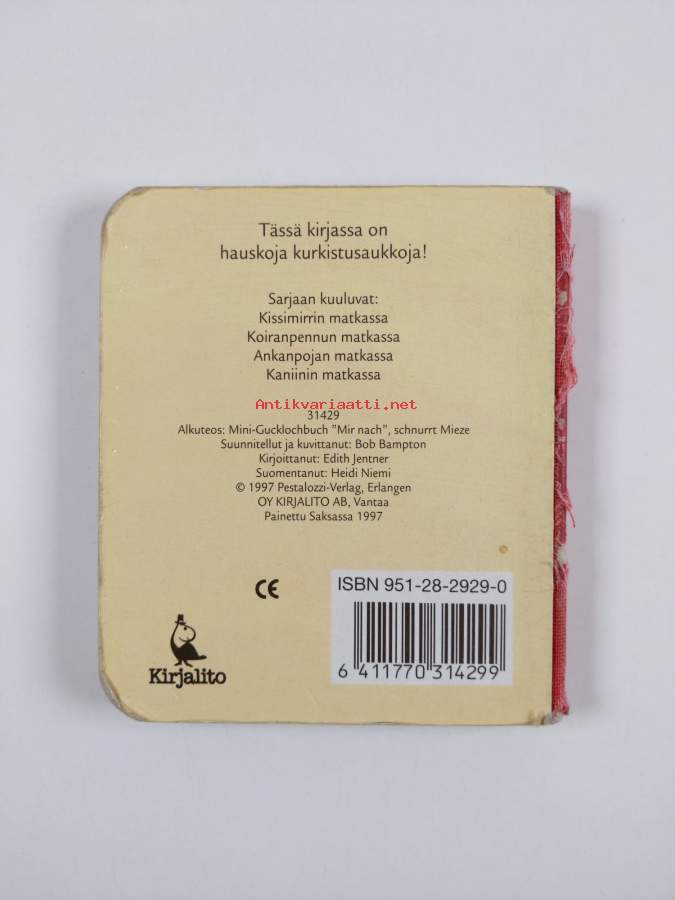 Tässä kirjassa on
hauskoja kurkistusaukkoja!
Sarjaan kuuluvat:
Kissimirrin matkassa
Koiranpennun matkassa
Ankanpojan matkassa
Kaniinin matkassa
Antikvariaatti.net
31429
Alkuteos: Mini-Gucklochbuch "Mir nach", schnurrt Mieze
Suunnitellut ja kuvittanut: Bob Bampton
Kirjoittanut: Edith Jentner
Suomentanut: Heidi Niemi
© 1997 Pestalozzi-Verlag, Erlangen
OY KIRJALITO AB, Vantaa
Painettu Saksassa 1997
CE
ISBN 951-28-2929-0
6 411770 314299
Kirjalito